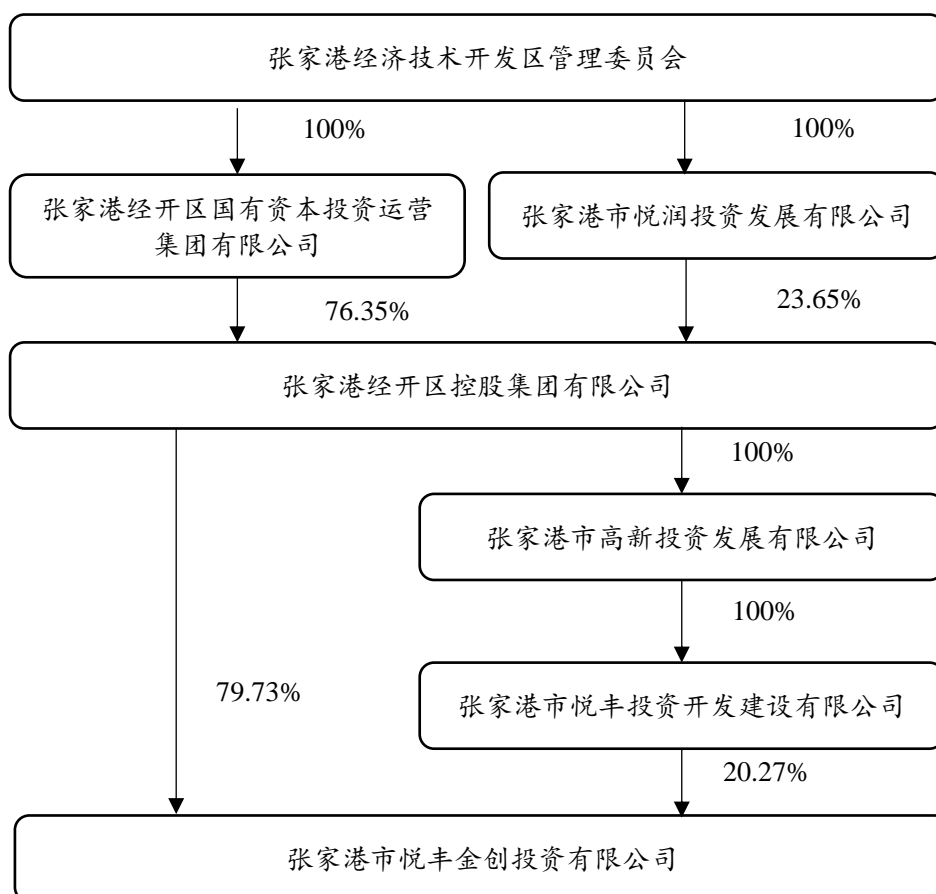 张家港经济技术开发区管理委员会
100%
100%
张家港经开区国有资本投资运营
集团有限公司
张家港市悦润投资发展有限公司
76.35%
23.65%
张家港经开区控股集团有限公司
100%
张家港市高新投资发展有限公司
100%
79.73%
张家港市悦丰投资开发建设有限公司
20.27%
张家港市悦丰金创投资有限公司